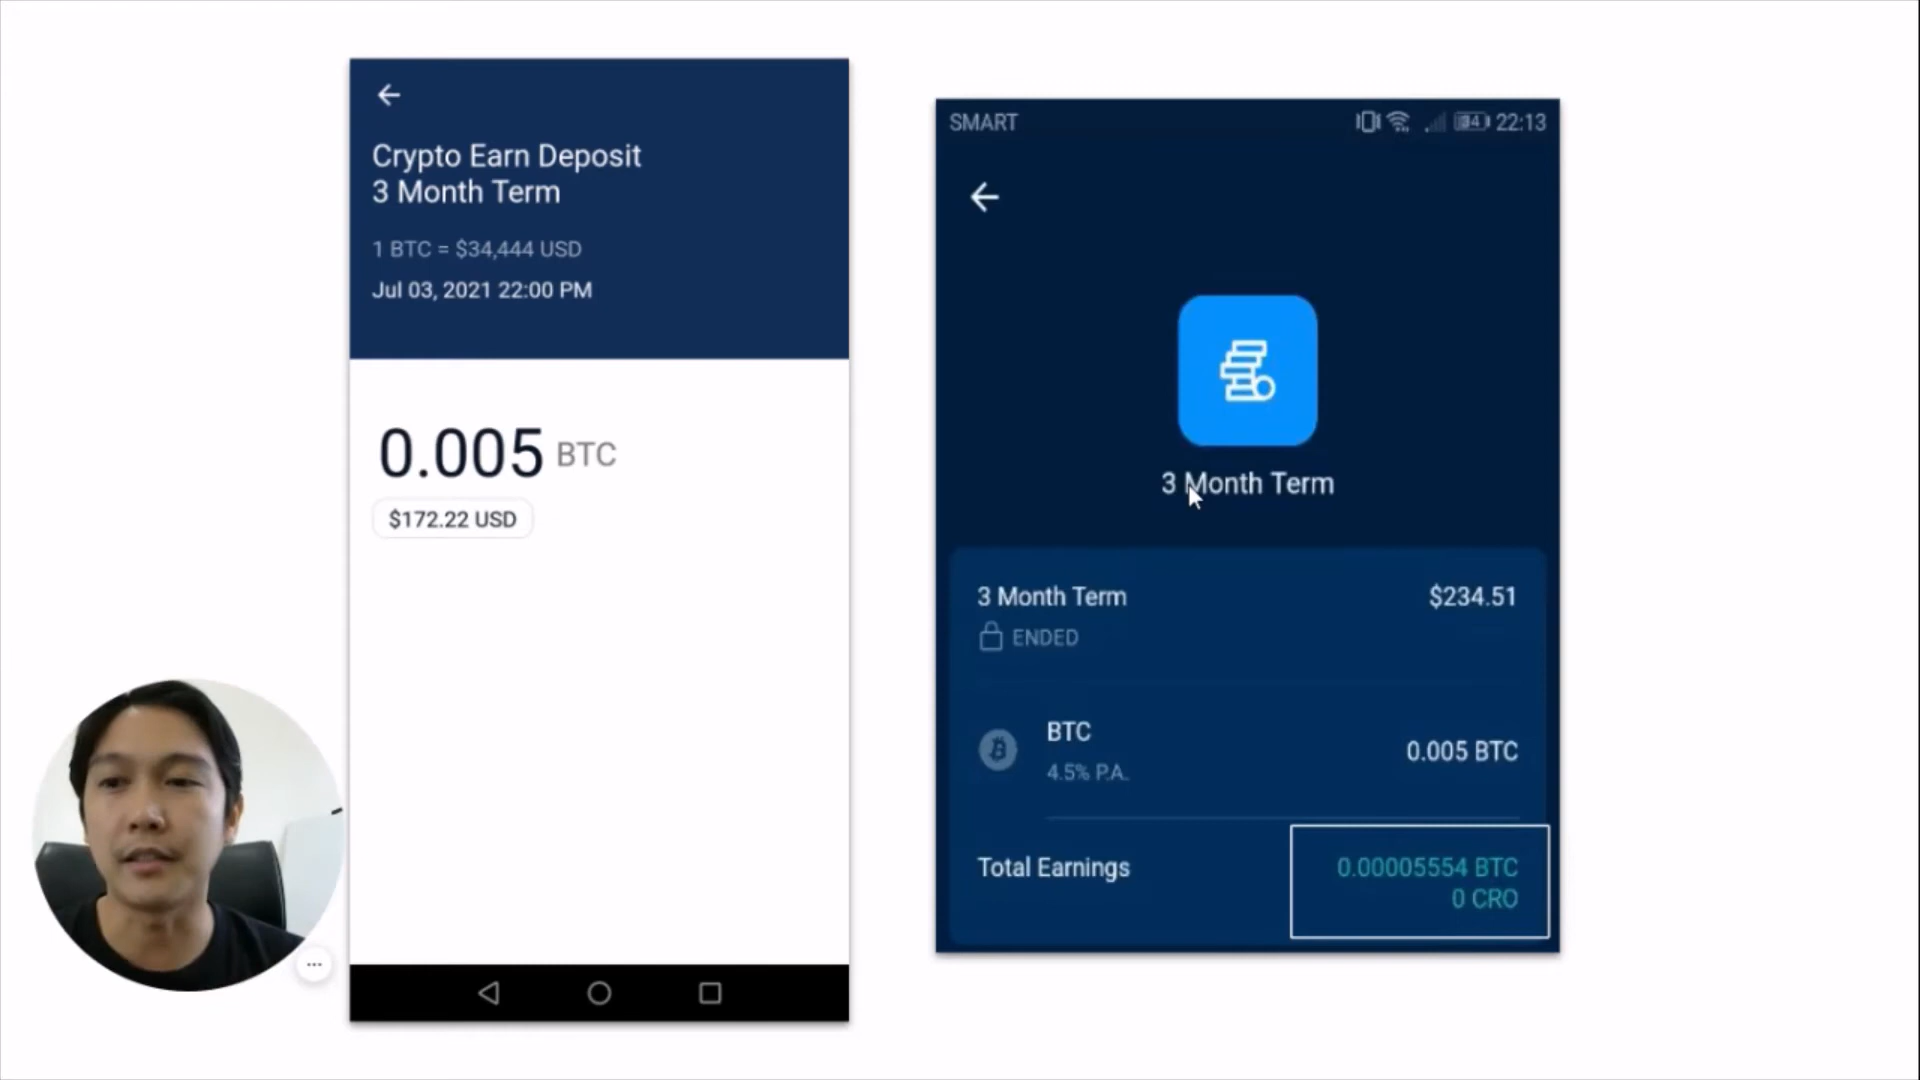 Crypto Earn Deposit
3 Month Term
1 BTC = $34,444 USD
Jul 03, 2021 22:00 PM
0.005 BTC
$172.22 USD
SMART
84
22:13
3 Month Term
3 Month Term
$234.51
ENDED
BTC
4.5% P.A.
0.005 BTC
Total Earnings
0.00005554 BTC
0 CRO